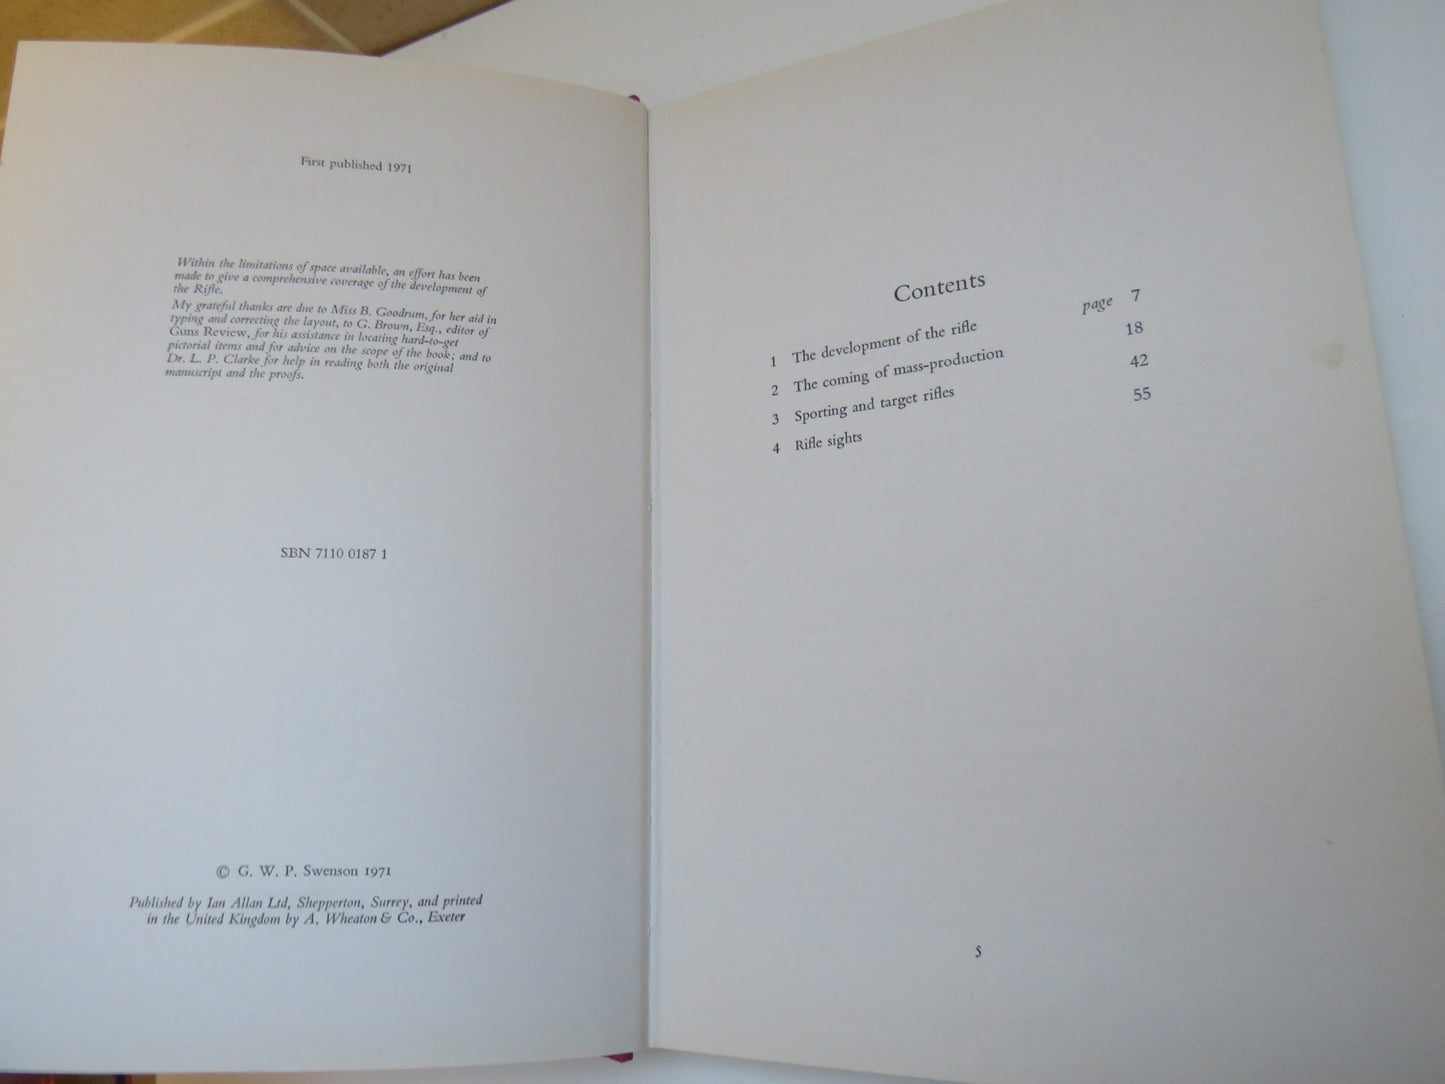 First published 1971
Within the limitations of space available, an effort has been
made to give a comprehensive coverage of the development of
the Rifle.
My grateful thanks are due to Miss B. Goodrum, for her aid in
typing and correcting the layout, to G. Brown, Esq., editor of
Guns Review, for his assistance in locating hard-to-get
pictorial items and for advice on the scope of the book; and to
Dr. L. P. Clarke for help in reading both the original
manuscript and the proofs.
SBN 7110 0187 1
© G. W. P. Swenson 1971
Published by Ian Allan Ltd, Shepperton, Surrey, and printed
in the United Kingdom by A. Wheaton & Co., Exeter
Contents
1 The development of the rifle page 7
2 The coming of mass-production 18
3 Sporting and target rifles 42
4 Rifle sights 55
5